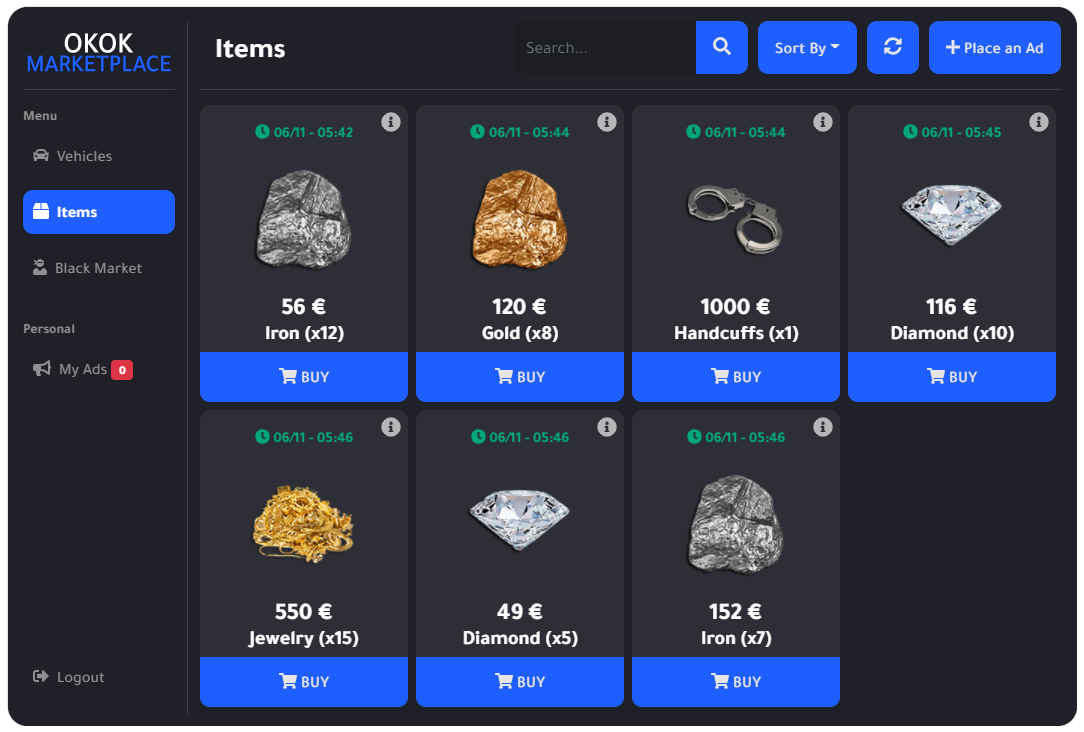 OKOK
MARKETPLACE
Menu
Vehicles
Items
Black Market
Personal
My Ads 0
Logout
Items
Search...
Sort By
Place an Ad
06/11 - 05:42
56 €
Iron (x12)
BUY
06/11 - 05:44
120 €
Gold (x8)
BUY
06/11 - 05:44
1000 €
Handcuffs (x1)
BUY
06/11 - 05:45
116 €
Diamond (x10)
BUY
06/11 - 05:46
550 €
Jewelry (x15)
BUY
06/11 - 05:46
49 €
Diamond (x5)
BUY
06/11 - 05:46
152 €
Iron (x7)
BUY